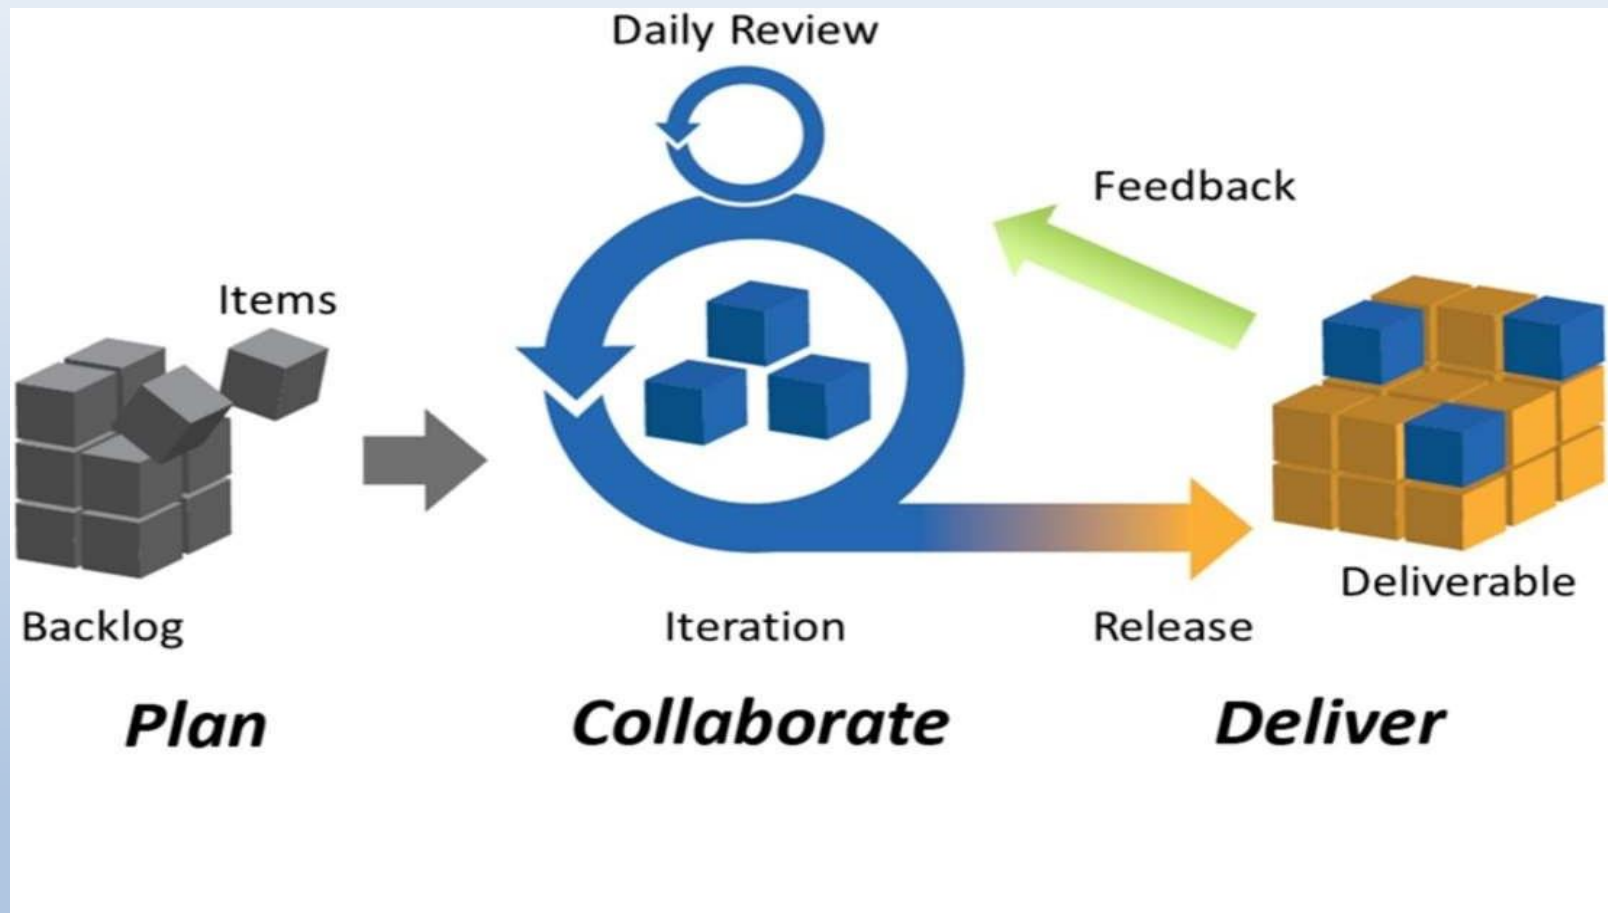 Daily Review
Feedback
Items
Deliverable
Backlog
Iteration
Release
Plan
Collaborate
Deliver